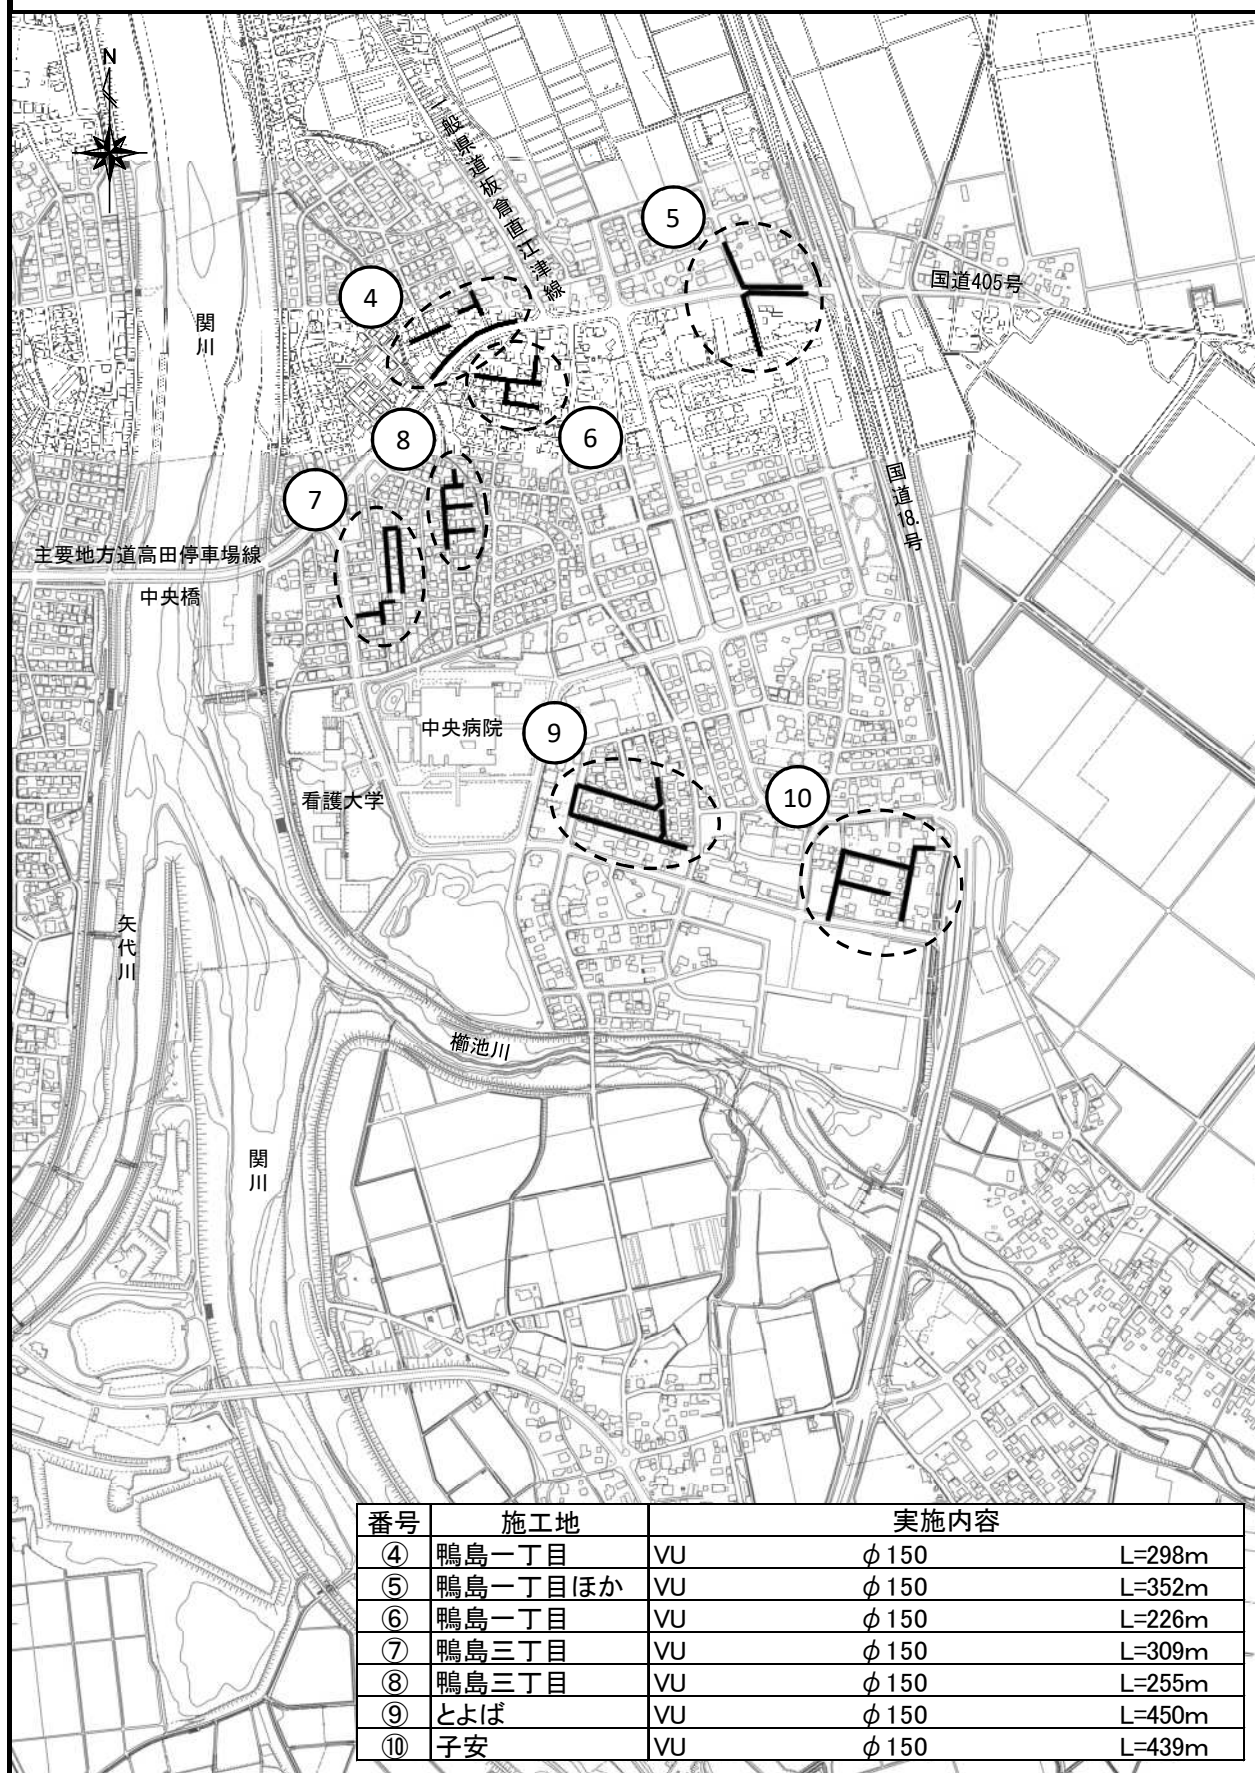 N
一般県道板倉直江津線
5
国道405号
4
関川
6
8
7
国道18号
主要地方道高田停車場線
中央橋
中央病院
9
看護大学
10
矢代川
櫛池川
関川
番号 施工地 実施内容
④ 鴨島一丁目 VU φ150 L=298m
⑤ 鴨島一丁目ほか VU φ150 L=352m
⑥ 鴨島一丁目 VU φ150 L=226m
⑦ 鴨島三丁目 VU φ150 L=309m
⑧ 鴨島三丁目 VU φ150 L=255m
⑨ とよば VU φ150 L=450m
⑩ 子安 VU φ150 L=439m